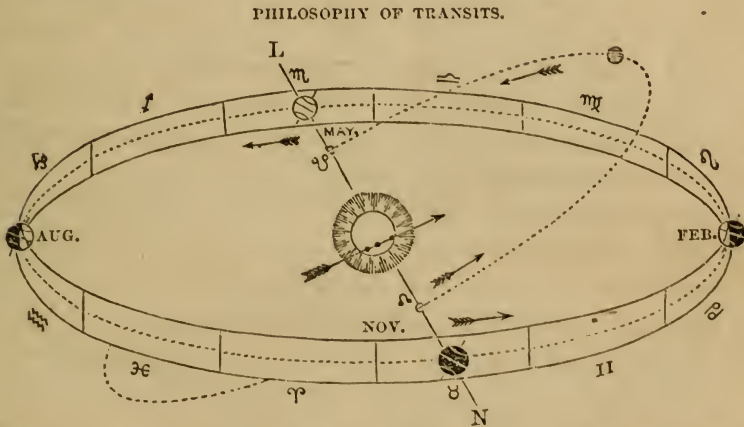 PHILOSOPHY OF TRANSITS.
L
♏
♎
♐
♍
MAY,
☋
♑
♌
AUG.
FEB.
☊
NOV.
♒
♋
♓
♊
♈
♉
N